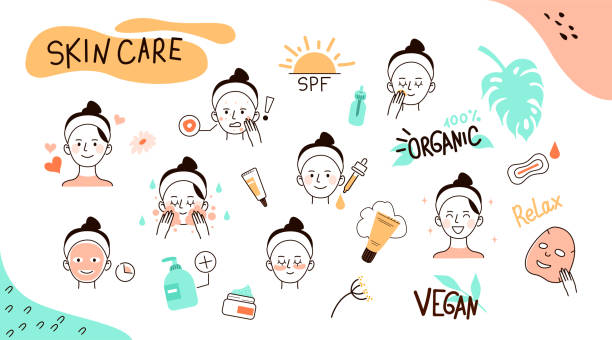 SKIN CARE
SPF
100%
ORGANIC
Relax
VEGAN